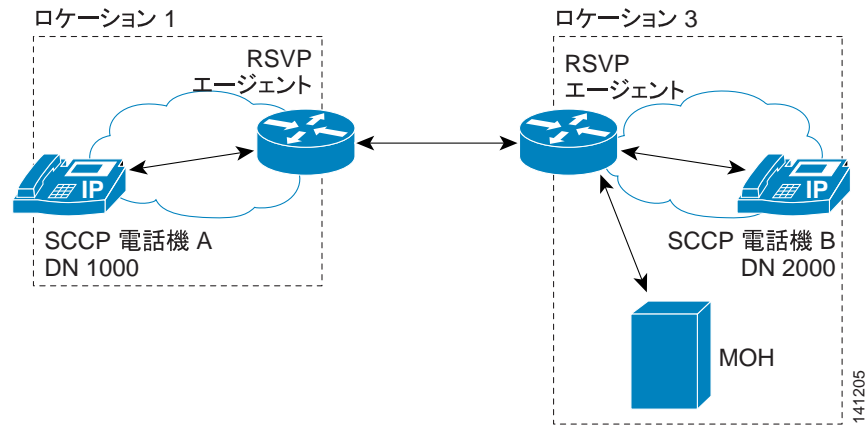 ロケーション 1
RSVP
エージェント
IP
SCCP 電話機 A
DN 1000
ロケーション 3
RSVP
エージェント
IP
SCCP 電話機 B
DN 2000
MOH
141205